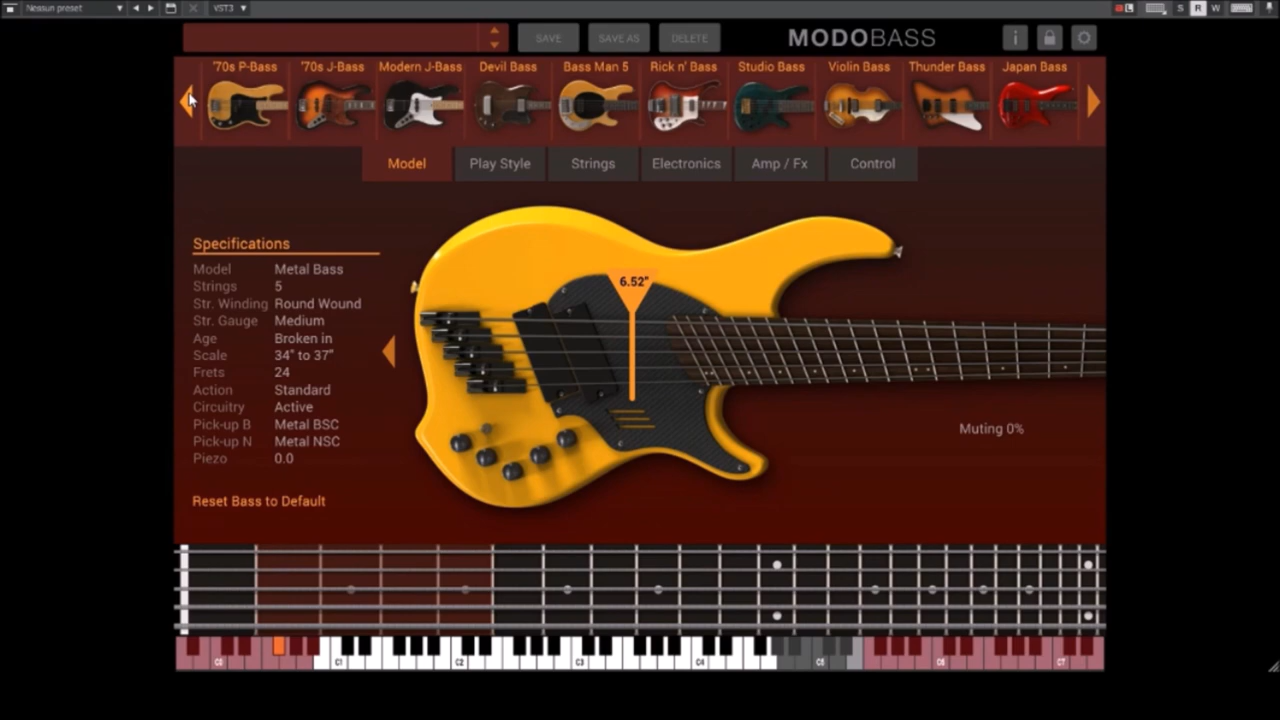 Nessun preset
VST3
L
S
R
W
SAVE
SAVE AS
DELETE
MODOBASS
i
'70s P-Bass
'70s J-Bass
Modern J-Bass
Devil Bass
Bass Man 5
Rick n' Bass
Studio Bass
Violin Bass
Thunder Bass
Japan Bass
Model
Play Style
Strings
Electronics
Amp / Fx
Control
Specifications
Model Metal Bass
Strings 5
Str. Winding Round Wound
Str. Gauge Medium
Age Broken in
Scale 34" to 37"
Frets 24
Action Standard
Circuitry Active
Pick-up B Metal BSC
Pick-up N Metal NSC
Piezo 0.0
Reset Bass to Default
6.52"
Muting 0%
C0 C1 C2 C3 C4 C5 C6 C7